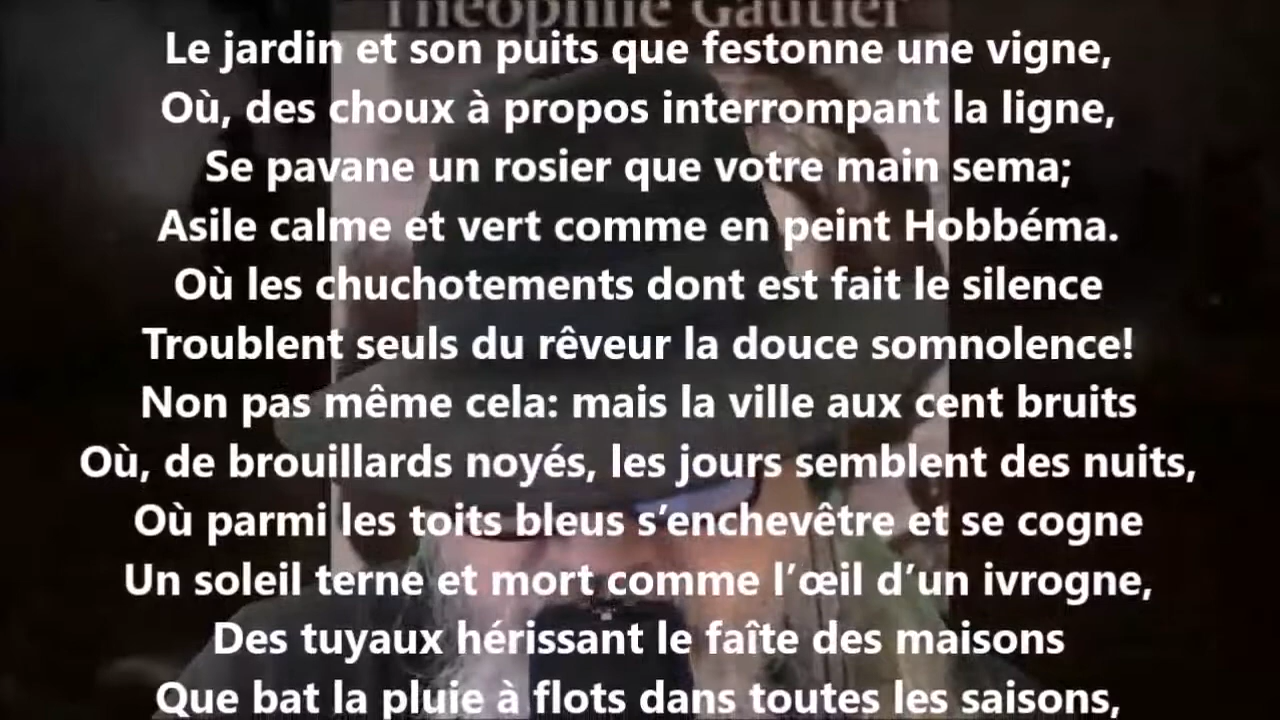 Théophile Gautier
Le jardin et son puits que festonne une vigne,
Où, des choux à propos interrompant la ligne,
Se pavane un rosier que votre main sema;
Asile calme et vert comme en peint Hobbéma.
Où les chuchotements dont est fait le silence
Troublent seuls du rêveur la douce somnolence!
Non pas même cela: mais la ville aux cent bruits
Où, de brouillards noyés, les jours semblent des nuits,
Où parmi les toits bleus s’enchevêtre et se cogne
Un soleil terne et mort comme l’œil d’un ivrogne,
Des tuyaux hérissant le faîte des maisons
Que bat la pluie à flots dans toutes les saisons,